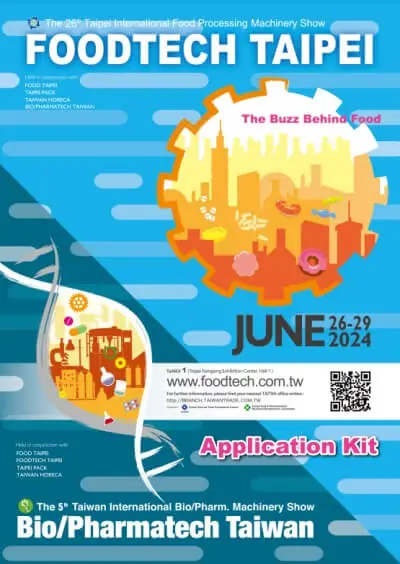 The 26th Taipei International Food Processing Machinery Show
FOODTECH TAIPEI
Held in conjunction with
FOOD TAIPEI
TAIPEI PACK
TAIWAN HORECA
BIO/PHARMATECH TAIWAN
The Buzz Behind Food
JUNE 26-29
2024
TaiNEX 1 (Taipei Nangang Exhibition Center, Hall 1)
www.foodtech.com.tw
For further information, please find your nearest TAITRA office online:
http://BRANCH.TAIWANTRADE.COM.TW
Application Kit
Held in conjunction with
FOOD TAIPEI
FOODTECH TAIPEI
TAIPEI PACK
TAIWAN HORECA
The 5th Taiwan International Bio/Pharm. Machinery Show
Bio/Pharmatech Taiwan